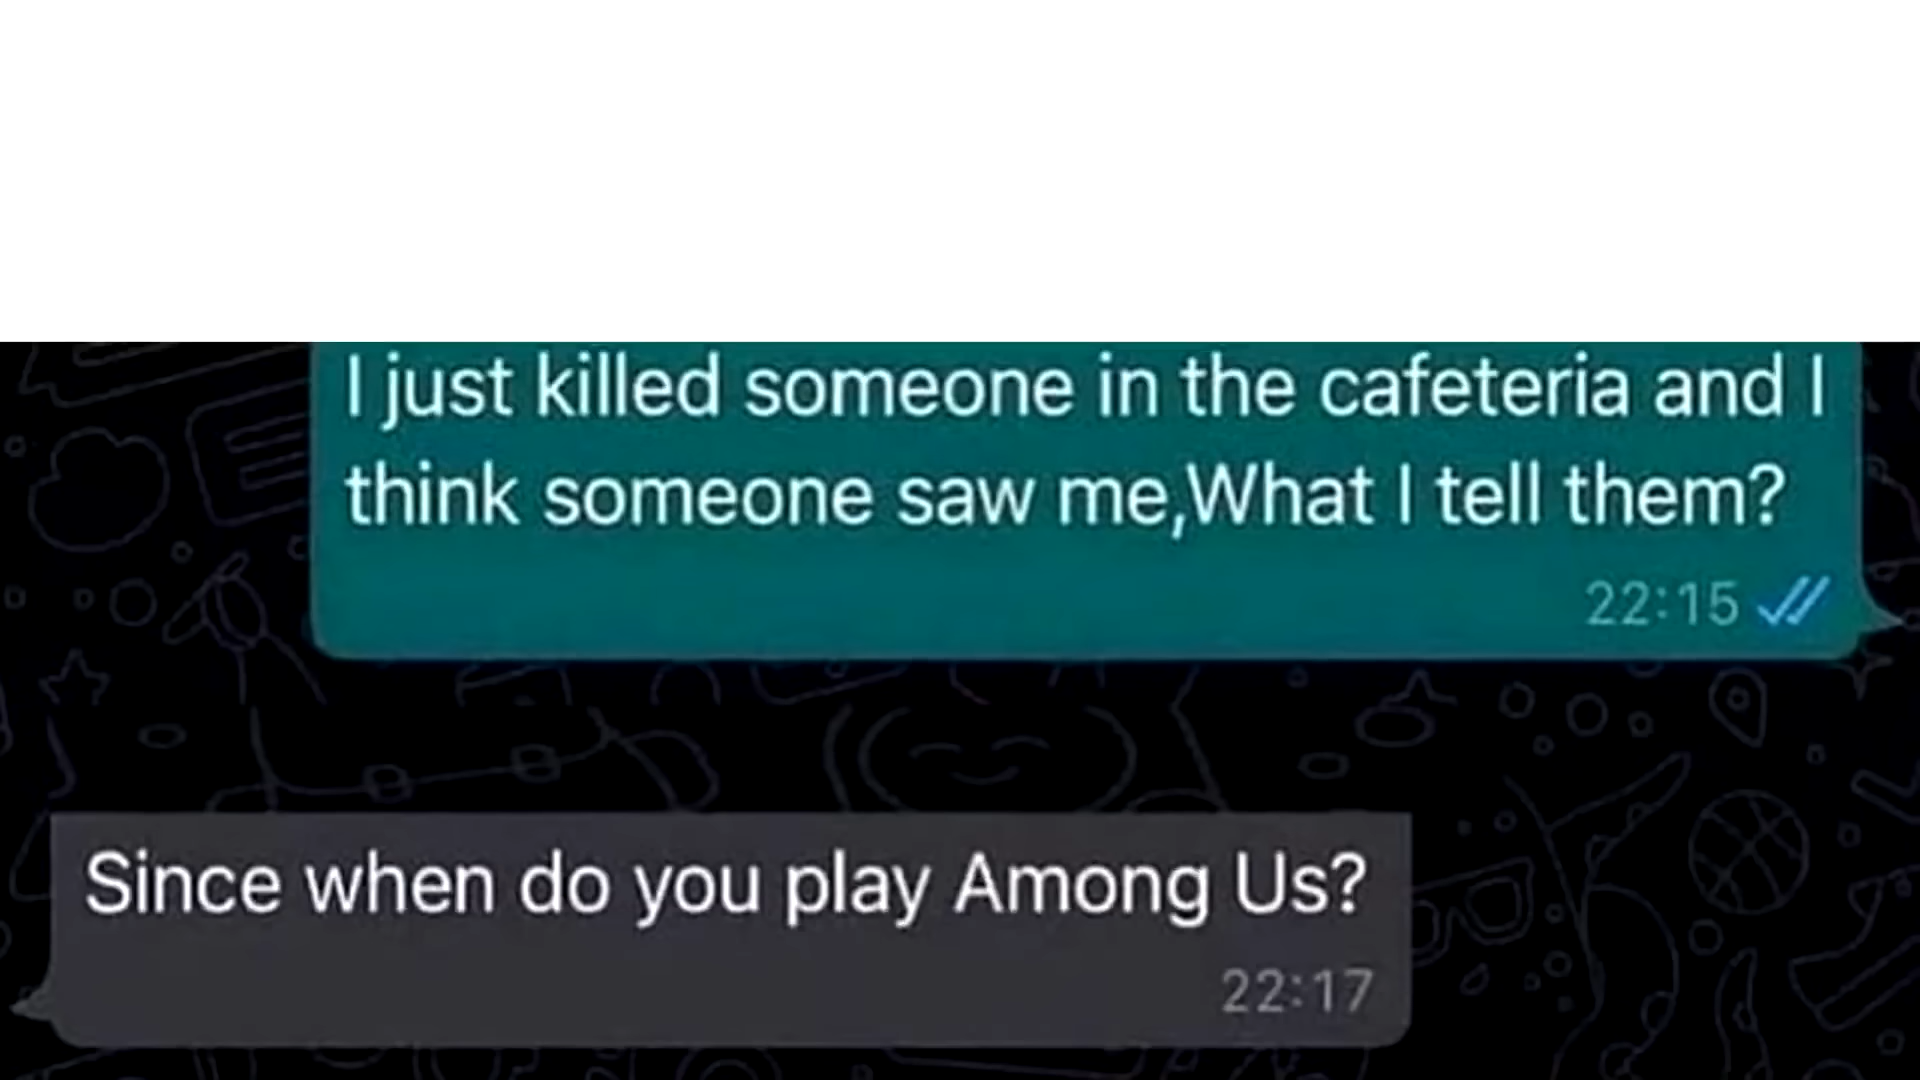 I just killed someone in the cafeteria and I
think someone saw me,What I tell them?
22:15
Since when do you play Among Us?
22:17